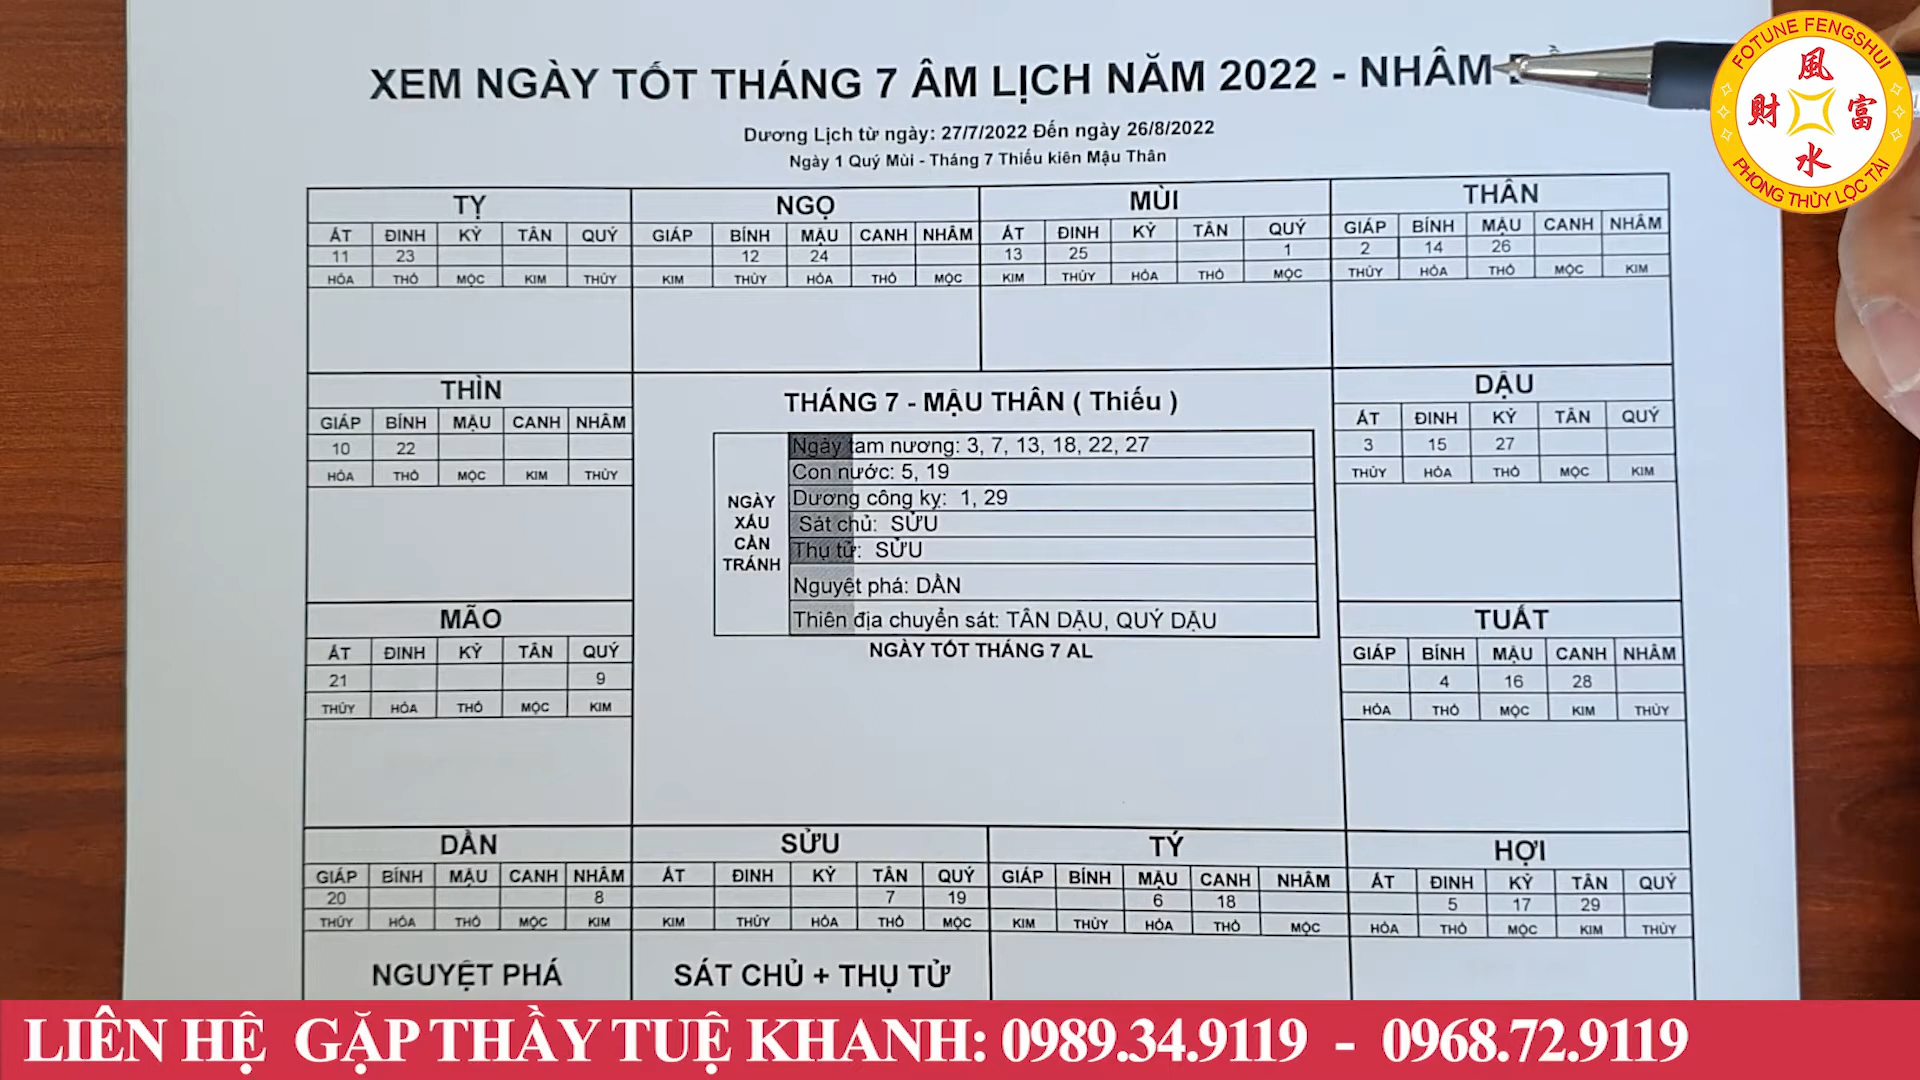 XEM NGÀY TỐT THÁNG 7 ÂM LỊCH NĂM 2022 - NHÂM
Dương Lịch từ ngày: 27/7/2022 Đến ngày 26/8/2022
Ngày 1 Quý Mùi - Tháng 7 Thiếu kiên Mậu Thân
FOTUNE FENGSHUI
風
財 富
水
PHONG THỦY LỘC TÀI
TỴ NGỌ MÙI THÂN
ẤT ĐINH KỶ TÂN QUÝ GIÁP BÍNH MẬU CANH NHÂM ẤT ĐINH KỶ TÂN QUÝ GIÁP BÍNH MẬU CANH NHÂM
11 23 12 24 13 25 1 2 14 26
HỎA THỔ MỘC KIM THỦY KIM THỦY HỎA THỔ MỘC KIM THỦY HỎA THỔ MỘC THỦY HỎA THỔ MỘC KIM
THÌN
GIÁP BÍNH MẬU CANH NHÂM
10 22
HỎA THỔ MỘC KIM THỦY
THÁNG 7 - MẬU THÂN ( Thiếu )
NGÀY XẤU CẦN TRÁNH
Ngày tam nương: 3, 7, 13, 18, 22, 27
Con nước: 5, 19
Dương công kỵ: 1, 29
Sát chủ: SỬU
Thụ tử: SỬU
Nguyệt phá: DẦN
Thiên địa chuyển sát: TÂN DẬU, QUÝ DẬU
NGÀY TỐT THÁNG 7 AL
DẬU
ẤT ĐINH KỶ TÂN QUÝ
3 15 27
THỦY HỎA THỔ MỘC KIM
MÃO
ẤT ĐINH KỶ TÂN QUÝ
21 9
THỦY HỎA THỔ MỘC KIM
TUẤT
GIÁP BÍNH MẬU CANH NHÂM
4 16 28
HỎA THỔ MỘC KIM THỦY
DẦN SỬU TÝ HỢI
GIÁP BÍNH MẬU CANH NHÂM ẤT ĐINH KỶ TÂN QUÝ GIÁP BÍNH MẬU CANH NHÂM ẤT ĐINH KỶ TÂN QUÝ
20 8 7 19 6 18 5 17 29
THỦY HỎA THỔ MỘC KIM KIM THỦY HỎA THỔ MỘC KIM THỦY HỎA THỔ MỘC HỎA THỔ MỘC KIM THỦY
NGUYỆT PHÁ SÁT CHỦ + THỤ TỬ
LIÊN HỆ GẶP THẦY TUỆ KHANH: 0989.34.9119 - 0968.72.9119